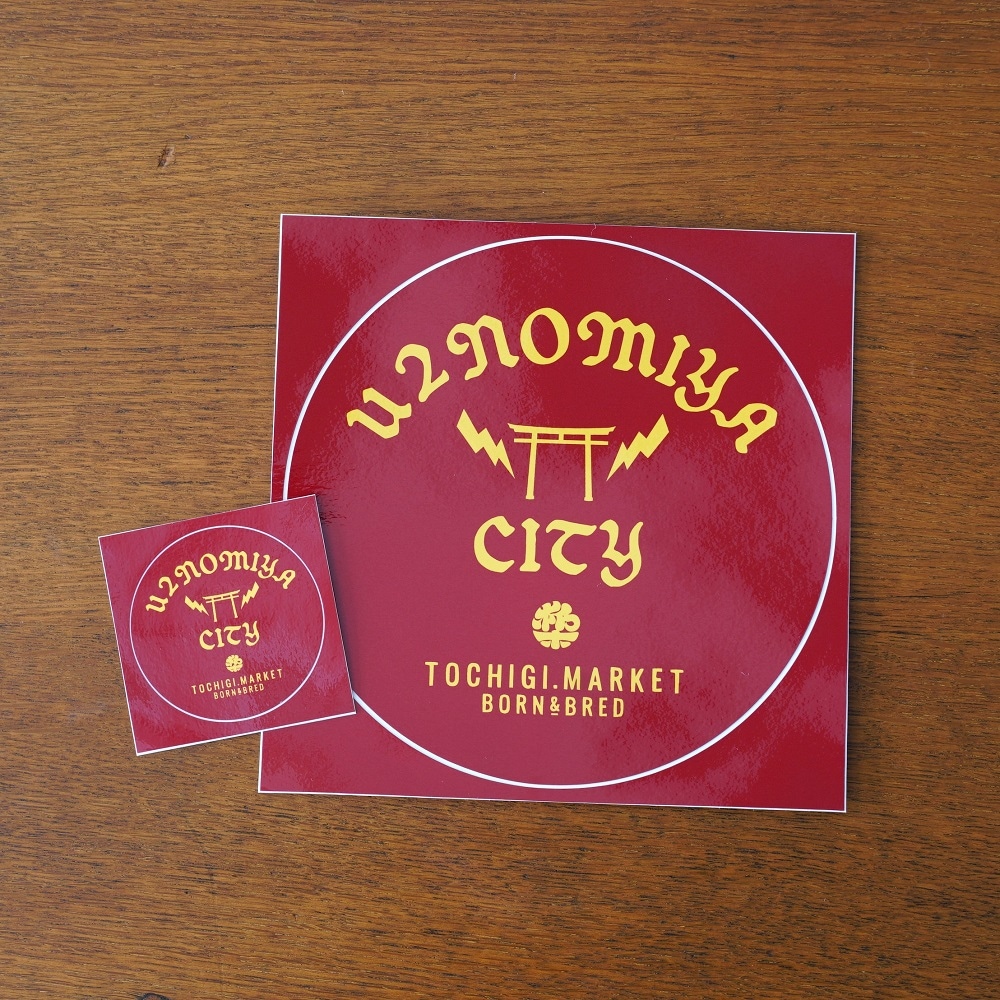 U2NOMIYA
CITY
TOCHIGI.MARKET
BORN&BRED
U2NOMIYA
CITY
TOCHIGI.MARKET
BORN&BRED